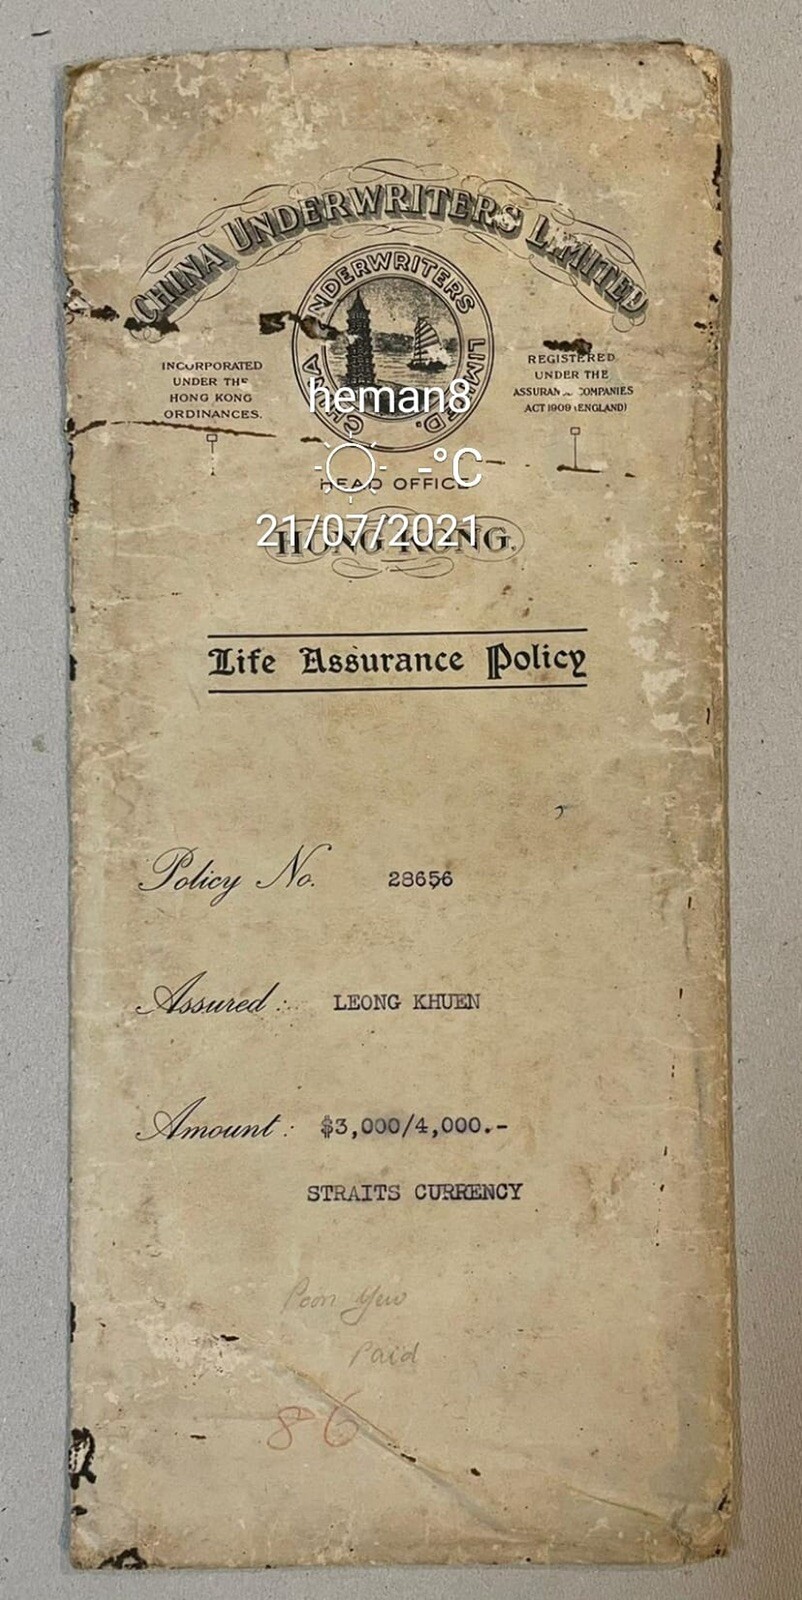 CHINA UNDERWRITERS LIMITED
CHINA UNDERWRITERS LIMITED.
INCORPORATED
UNDER THE
HONG KONG
ORDINANCES.
REGISTERED
UNDER THE
ASSURANCE COMPANIES
ACT 1909 (ENGLAND)
heman8
-°C
HEAD OFFICE
21/07/2021
HONG KONG.
Life Assurance Policy
Policy No. 28656
Assured: LEONG KHUEN
Amount: $3,000/4,000.-
STRAITS CURRENCY
Poon Yew
Paid
86